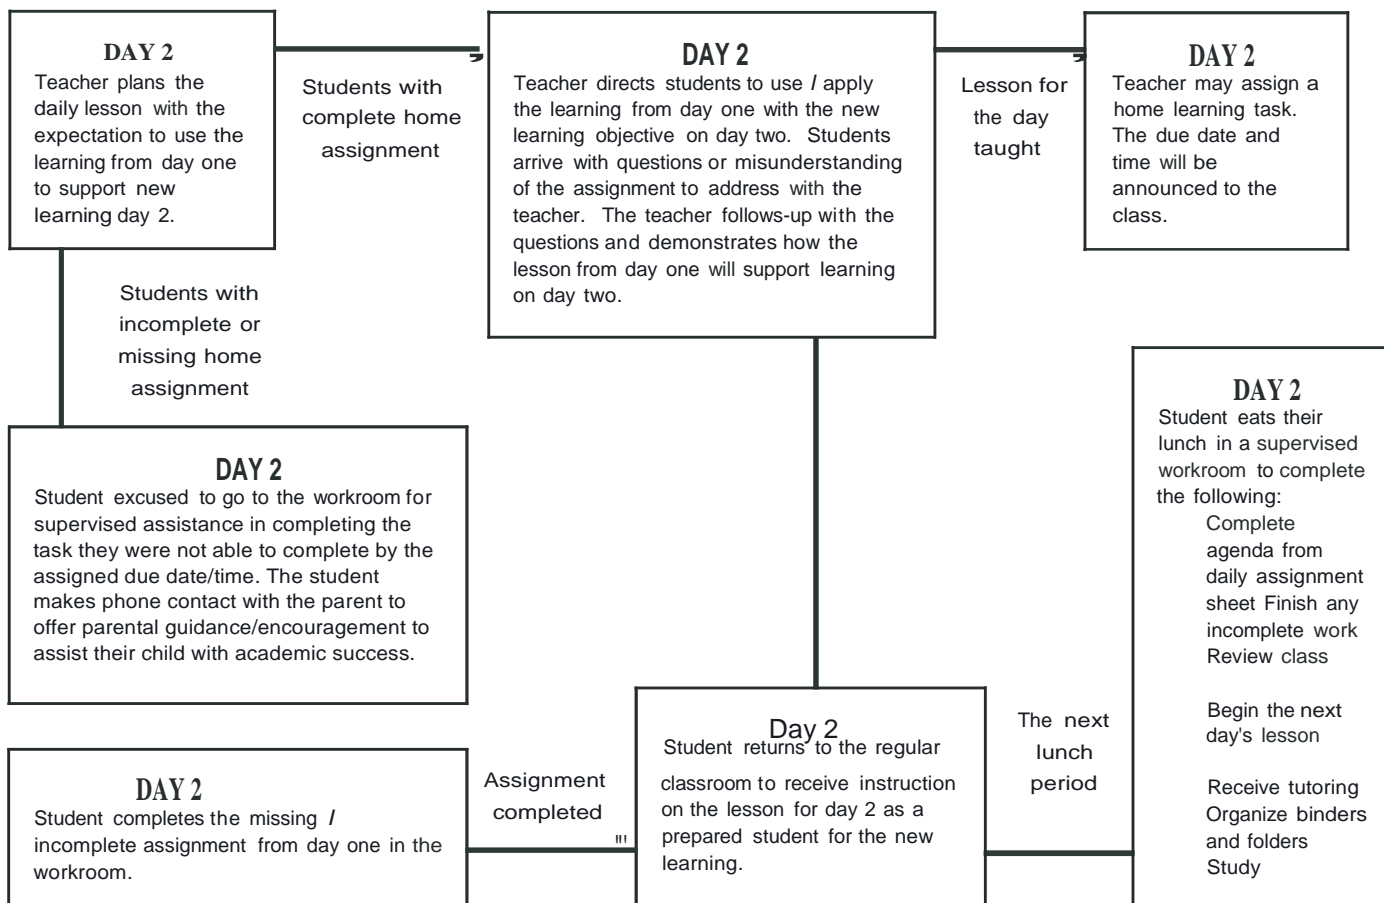 DAY 2
Teacher plans the
daily lesson with the
expectation to use the
learning from day one
to support new
learning day 2.
Students with
complete home
assignment
DAY 2
Teacher directs students to use / apply
the learning from day one with the new
learning objective on day two. Students
arrive with questions or misunderstanding
of the assignment to address with the
teacher. The teacher follows-up with the
questions and demonstrates how the
lesson from day one will support learning
on day two.
Lesson for
the day
taught
DAY 2
Teacher may assign a
home learning task.
The due date and
time will be
announced to the
class.
Students with
incomplete or
missing home
assignment
DAY 2
Student excused to go to the workroom for
supervised assistance in completing the
task they were not able to complete by the
assigned due date/time. The student
makes phone contact with the parent to
offer parental guidance/encouragement to
assist their child with academic success.
DAY 2
Student completes the missing /
incomplete assignment from day one in the
workroom.
Assignment
completed
Day 2
Student returns to the regular
classroom to receive instruction
on the lesson for day 2 as a
prepared student for the new
learning.
The next
lunch
period
DAY 2
Student eats their
lunch in a supervised
workroom to complete
the following:
Complete
agenda from
daily assignment
sheet Finish any
incomplete work
Review class
Begin the next
day's lesson
Receive tutoring
Organize binders
and folders
Study